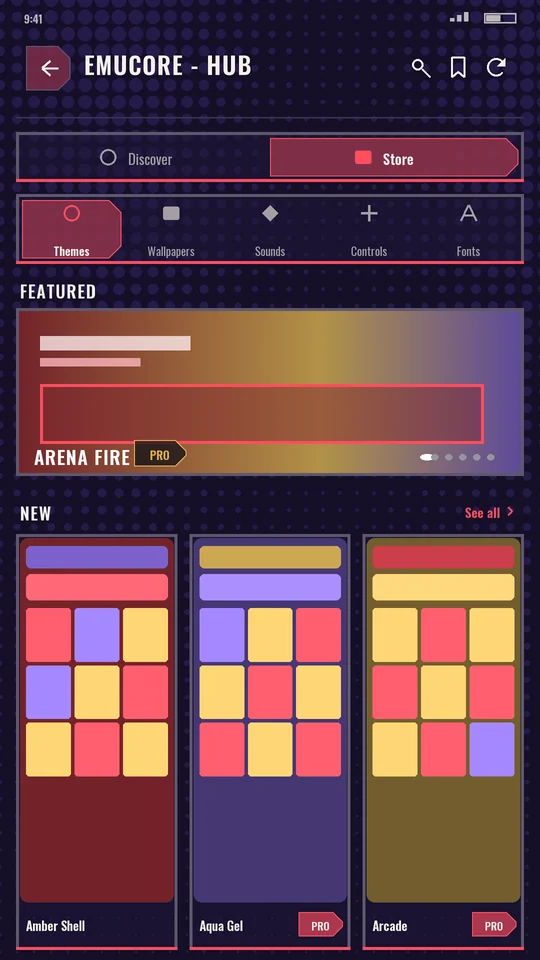 9:41
EMUCORE - HUB
Discover
Store
Themes
Wallpapers
Sounds
Controls
Fonts
FEATURED
ARENA FIRE PRO
NEW
See all
Amber Shell
Aqua Gel PRO
Arcade PRO